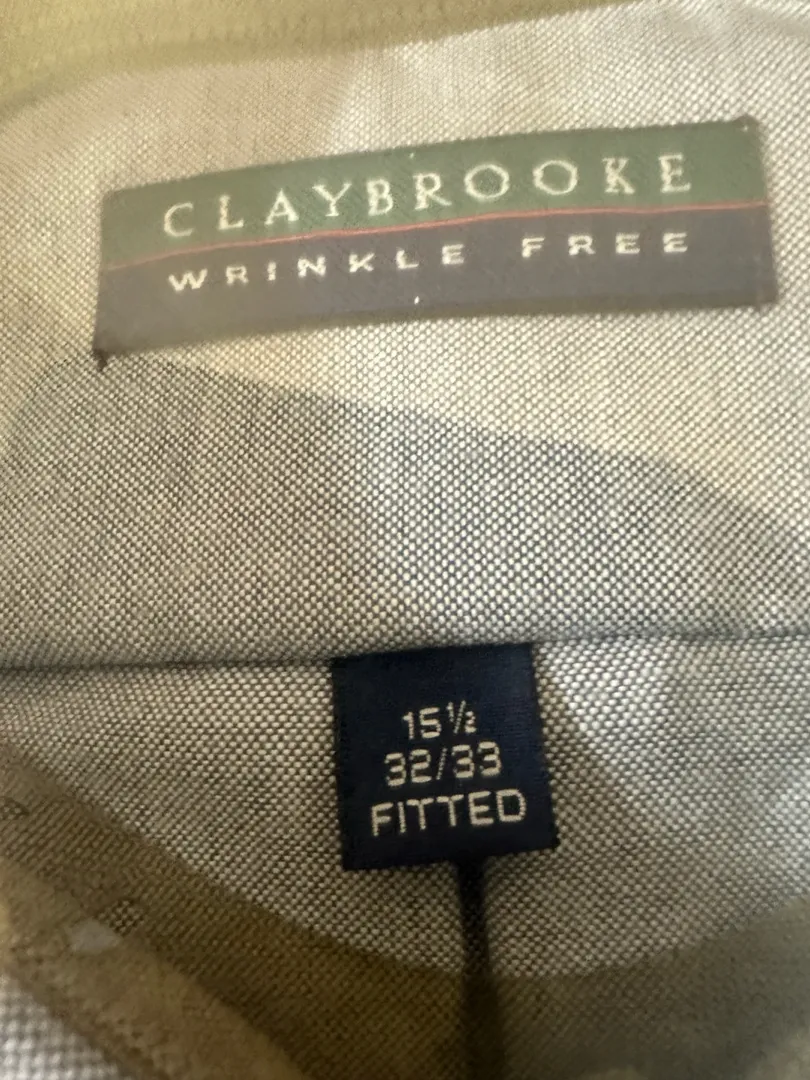 CLAYBROOKE
WRINKLE FREE
15½
32/33
FITTED